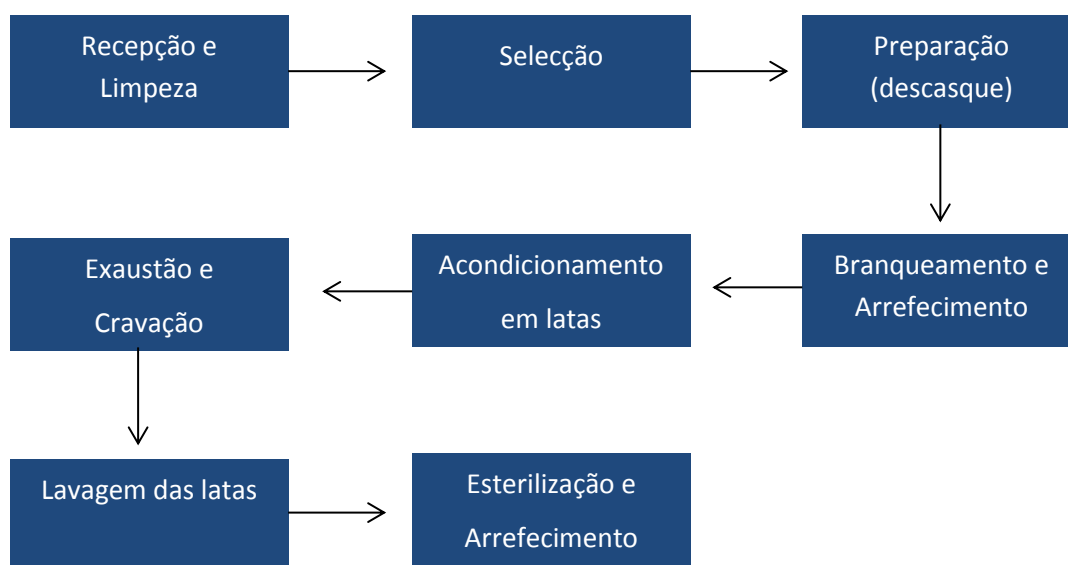 Recepção e
Limpeza
Selecção
Preparação
(descasque)
Branqueamento e
Arrefecimento
Acondicionamento
em latas
Exaustão e
Cravação
Lavagem das latas
Esterilização e
Arrefecimento